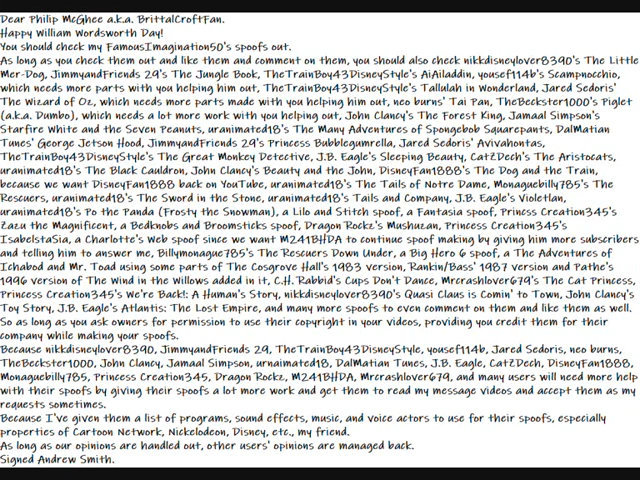 Dear Philip McGhee a.k.a. BrittalCroftFan.
Happy William Wordsworth Day!
You should check my FamousImagination50's spoofs out.
As long as you check them out and like them and comment on them, you should also check nikkdisneylover8390's The Little
Mer-Dog, JimmyandFriends 29's The Jungle Book, TheTrainBoy43DisneyStyle's AiAiladdin, yousef114b's Scampnocchio,
which needs more parts with you helping him out, TheTrainBoy43DisneyStyle's Tallulah in Wonderland, Jared Sedoris'
The Wizard of Oz, which needs more parts made with you helping him out, neo burns' Tai Pan, TheBeckster1000's Piglet
(a.k.a. Dumbo), which needs a lot more work with you helping out, John Clancy's The Forest King, Jamaal Simpson's
Starfire White and the Seven Peanuts, uranimated18's The Many Adventures of Spongebob Squarepants, DalMatian
Tunes' George Jetson Hood, JimmyandFriends 29's Princess Bubblegumrella, Jared Sedoris' Avivahontas,
TheTrainBoy43DisneyStyle's The Great Monkey Detective, J.B. Eagle's Sleeping Beauty, CatZDech's The Aristocats,
uranimated18's The Black Cauldron, John Clancy's Beauty and the John, DisneyFan1888's The Dog and the Train,
because we want DisneyFan1888 back on YouTube, uranimated18's The Tails of Notre Dame, Monaguebilly785's The
Rescuers, uranimated18's The Sword in the Stone, uranimated18's Tails and Company, J.B. Eagle's Violetlan,
uranimated18's Po the Panda (Frosty the Snowman), a Lilo and Stitch spoof, a Fantasia spoof, Princss Creation345's
Zazu the Magnificent, a Bedknobs and Broomsticks spoof, Dragon Rockz's Mushuzan, Princess Creation345's
IsabelstaSia, a Charlotte's Web spoof since we want M241BHDA to continue spoof making by giving him more subscribers
and telling him to answer me, Billymonague785's The Rescuers Down Under, a Big Hero 6 spoof, a The Adventures of
Ichabod and Mr. Toad using some parts of The Cosgrove Hall's 1983 version, Rankin/Bass' 1987 version and Pathe's
1996 version of The Wind in the Willows added in it, C.H. Rabbid's Cups Don't Dance, Mrcrashlover679's The Cat Princess,
Princess Creation345's We're Back!: A Human's Story, nikkdisneylover8390's Quasi Claus is Comin' to Town, John Clancy's
Toy Story, J.B. Eagle's Atlantis: The Lost Empire, and many more spoofs to even comment on them and like them as well.
So as long as you ask owners for permission to use their copyright in your videos, providing you credit them for their
company while making your spoofs.
Because nikkdisneylover8390, JimmyandFriends 29, TheTrainBoy43DisneyStyle, yousef114b, Jared Sedoris, neo burns,
TheBeckster1000, John Clancy, Jamaal Simpson, urnaimated18, DalMatian Tunes, J.B. Eagle, CatZDech, DisneyFan1888,
Monaguebilly785, Princess Creation345, Dragon Rockz, M241BHDA, Mrcrashlover679, and many users will need more help
with their spoofs by giving their spoofs a lot more work and get them to read my message videos and accept them as my
requests sometimes.
Because I've given them a list of programs, sound effects, music, and voice actors to use for their spoofs, especially
properties of Cartoon Network, Nickelodeon, Disney, etc., my friend.
As long as our opinions are handed out, other users' opinions are managed back.
Signed Andrew Smith.